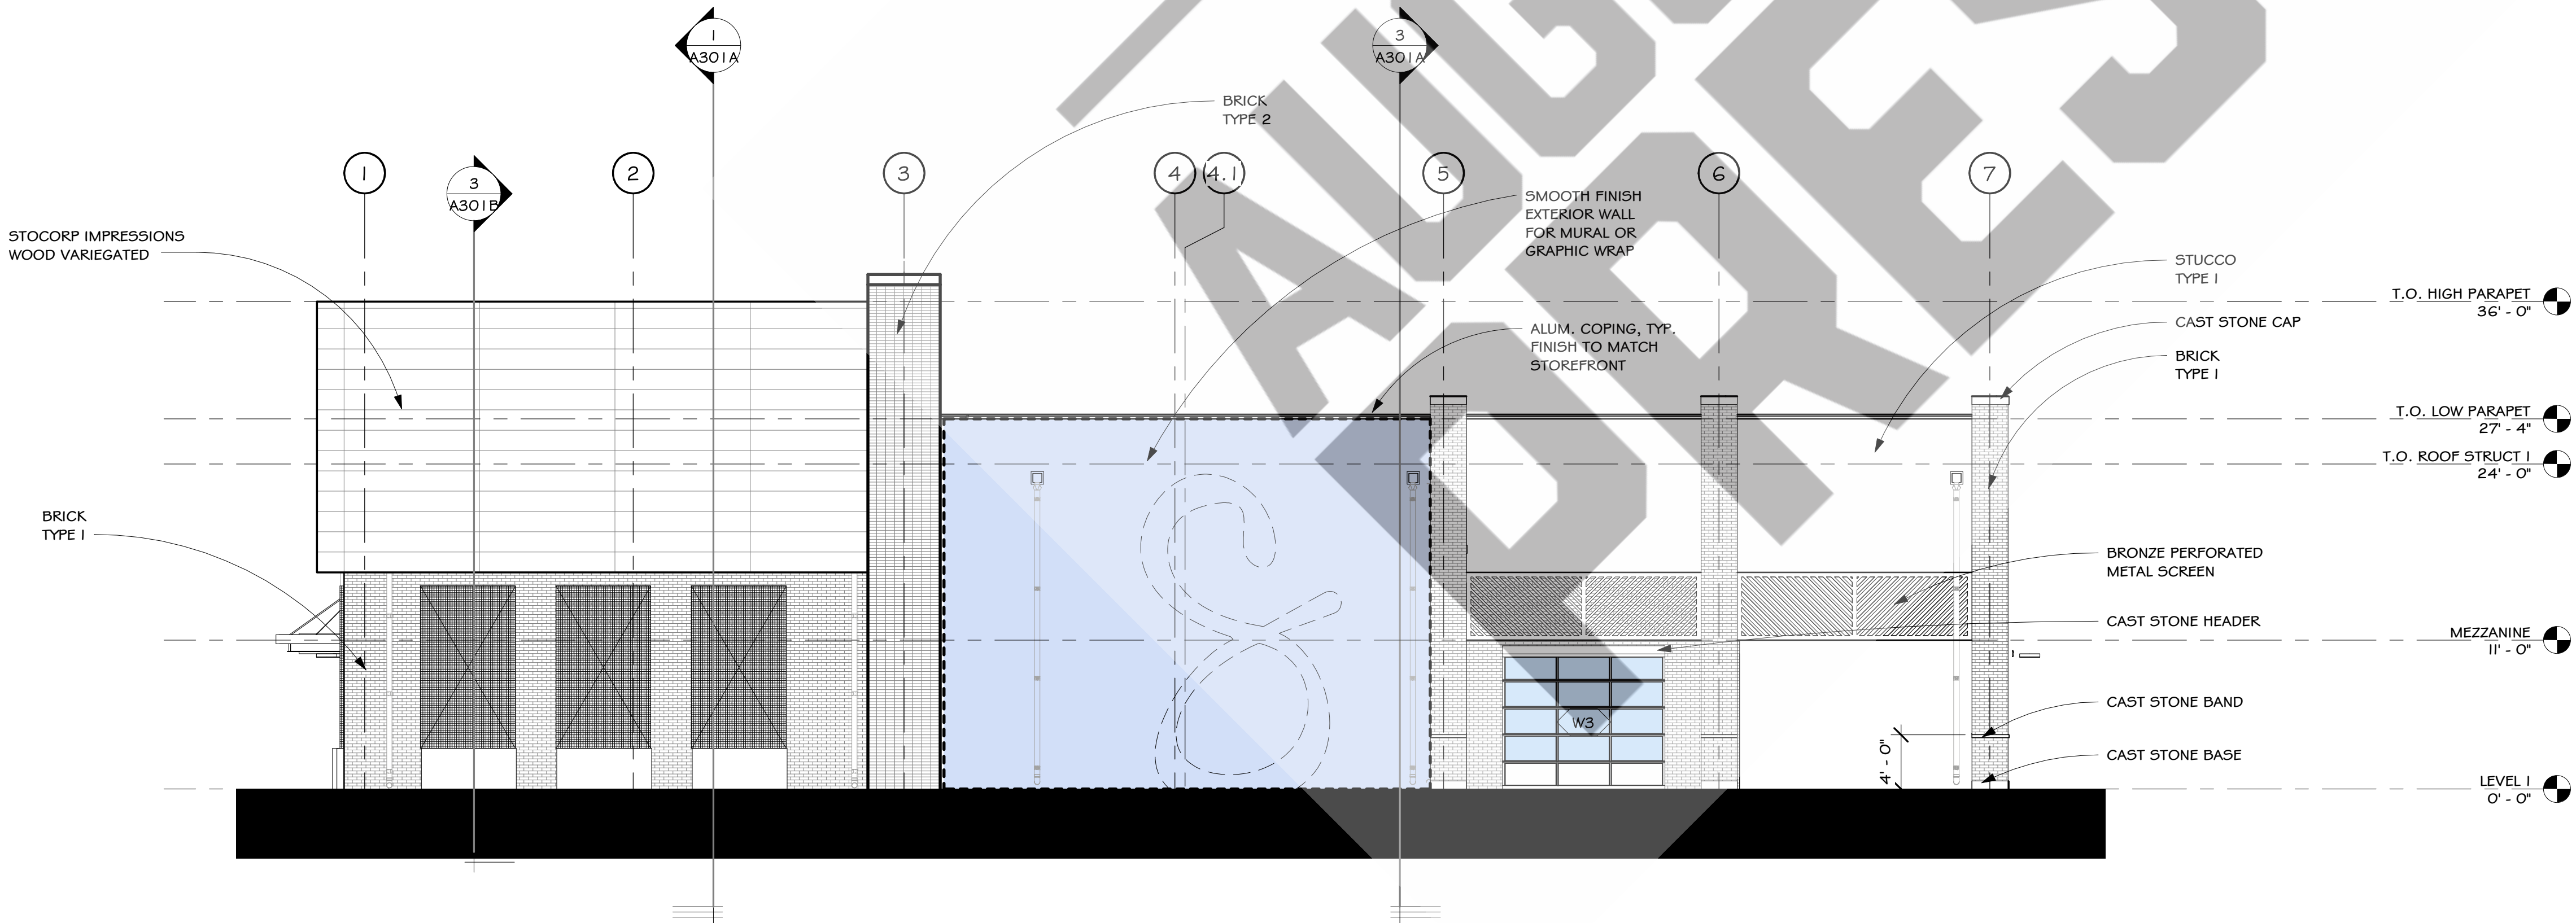 1
A301A
3
A301A
BRICK
TYPE 2
1
2
3
4
4.1
5
6
7
3
A301B
SMOOTH FINISH
EXTERIOR WALL
FOR MURAL OR
GRAPHIC WRAP
STOCORP IMPRESSIONS
WOOD VARIEGATED
STUCCO
TYPE 1
T.O. HIGH PARAPET
36' - 0"
CAST STONE CAP
ALUM. COPING, TYP.
FINISH TO MATCH
STOREFRONT
BRICK
TYPE 1
T.O. LOW PARAPET
27' - 4"
T.O. ROOF STRUCT 1
24' - 0"
BRICK
TYPE 1
BRONZE PERFORATED
METAL SCREEN
CAST STONE HEADER
MEZZANINE
11' - 0"
CAST STONE BAND
W3
4' - 0"
CAST STONE BASE
LEVEL 1
0' - 0"